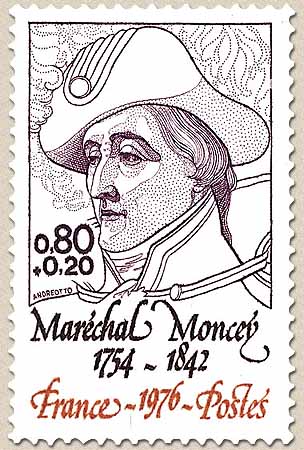 0,80
+0,20
ANDREOTTO
Maréchal Moncey
1754 ~ 1842
France ~ 1976 ~ Postes